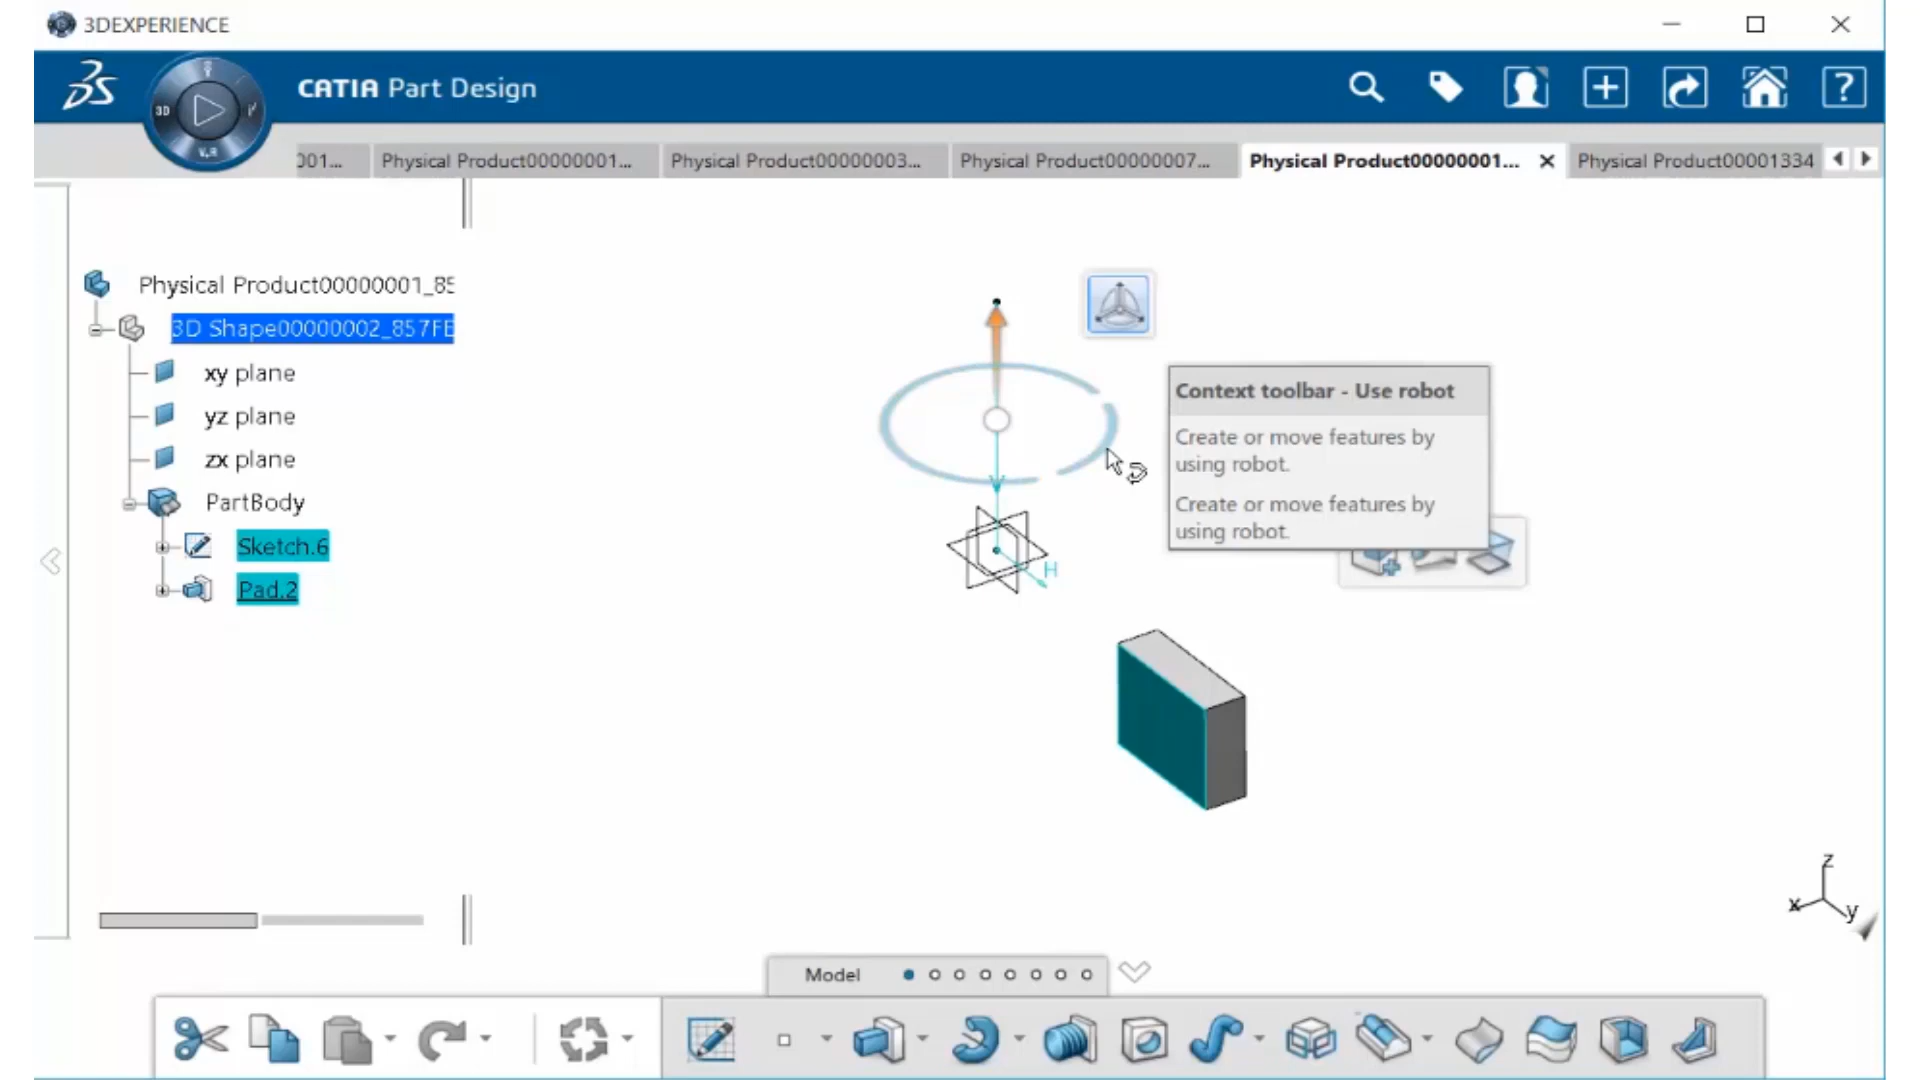 3DEXPERIENCE
CATIA Part Design
3D
V.R
001...
Physical Product00000001...
Physical Product00000003...
Physical Product00000007...
Physical Product00000001...
Physical Product00001334
Physical Product00000001_85
3D Shape00000002_857FE
xy plane
yz plane
zx plane
PartBody
Sketch.6
Pad.2
Context toolbar - Use robot
Create or move features by
using robot.
Create or move features by
using robot.
H
z
x
y
Model